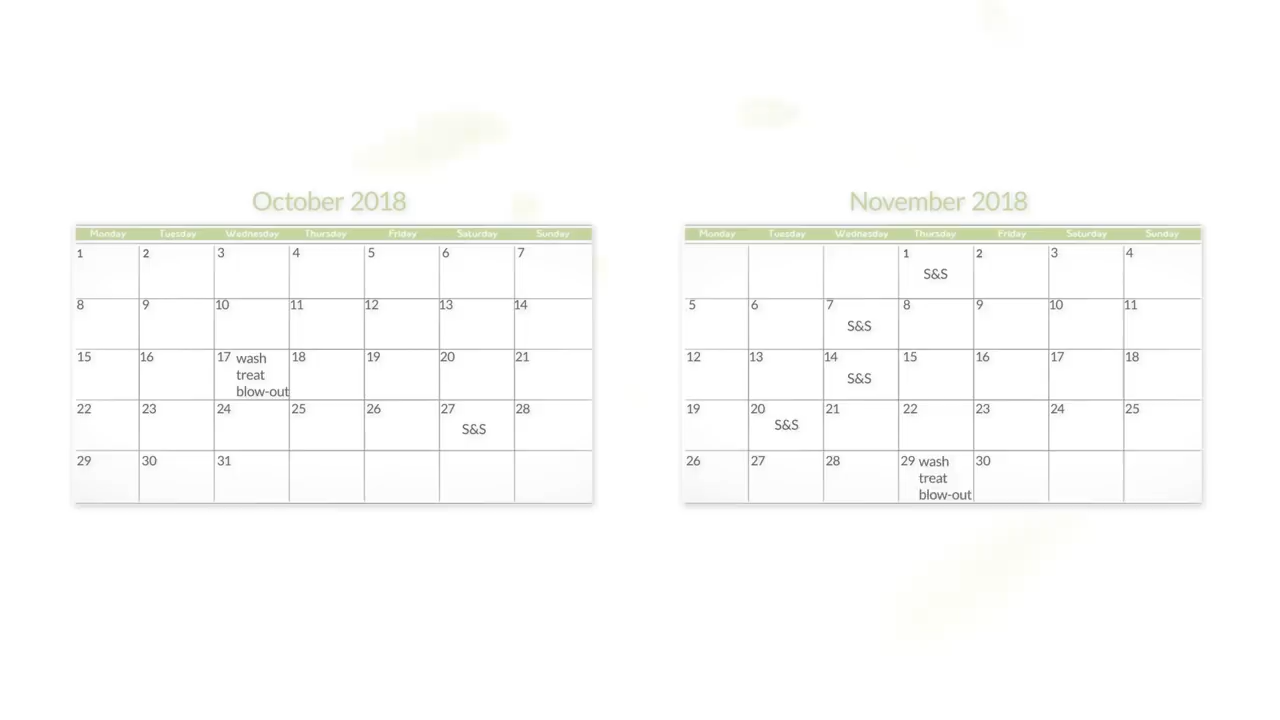 October 2018
Monday Tuesday Wednesday Thursday Friday Saturday Sunday
1 2 3 4 5 6 7
8 9 10 11 12 13 14
15 16 17 wash 18 19 20 21
treat
blow-out
22 23 24 25 26 27 28
S&S
29 30 31
November 2018
Monday Tuesday Wednesday Thursday Friday Saturday Sunday
1 2 3 4
S&S
5 6 7 8 9 10 11
S&S
12 13 14 15 16 17 18
S&S
19 20 21 22 23 24 25
S&S
26 27 28 29 wash 30
treat
blow-out